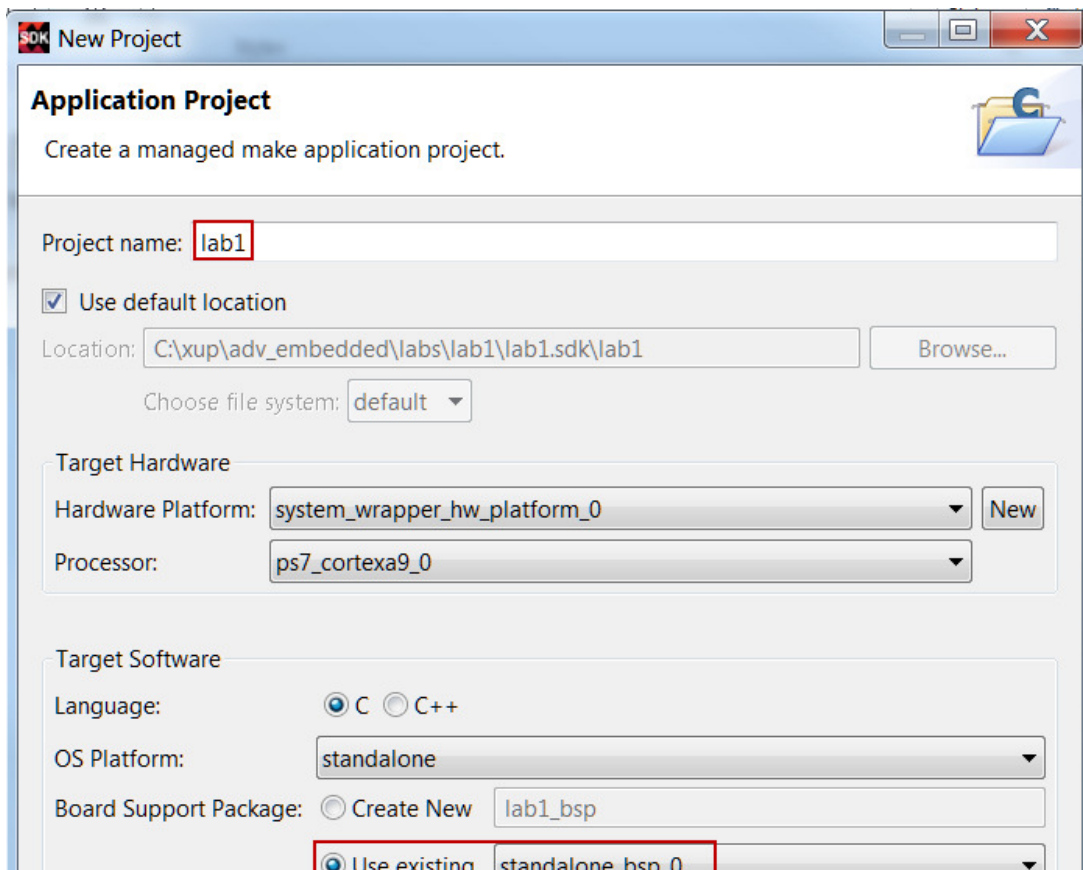 SDK New Project
X
Application Project
C
Create a managed make application project.
Project name: lab1
Use default location
Location: C:\xup\adv_embedded\labs\lab1\lab1.sdk\lab1 Browse...
Choose file system: default
Target Hardware
Hardware Platform: system_wrapper_hw_platform_0 New
Processor: ps7_cortexa9_0
Target Software
Language: C C++
OS Platform: standalone
Board Support Package: Create New lab1_bsp
Use existing standalone_bsp_0